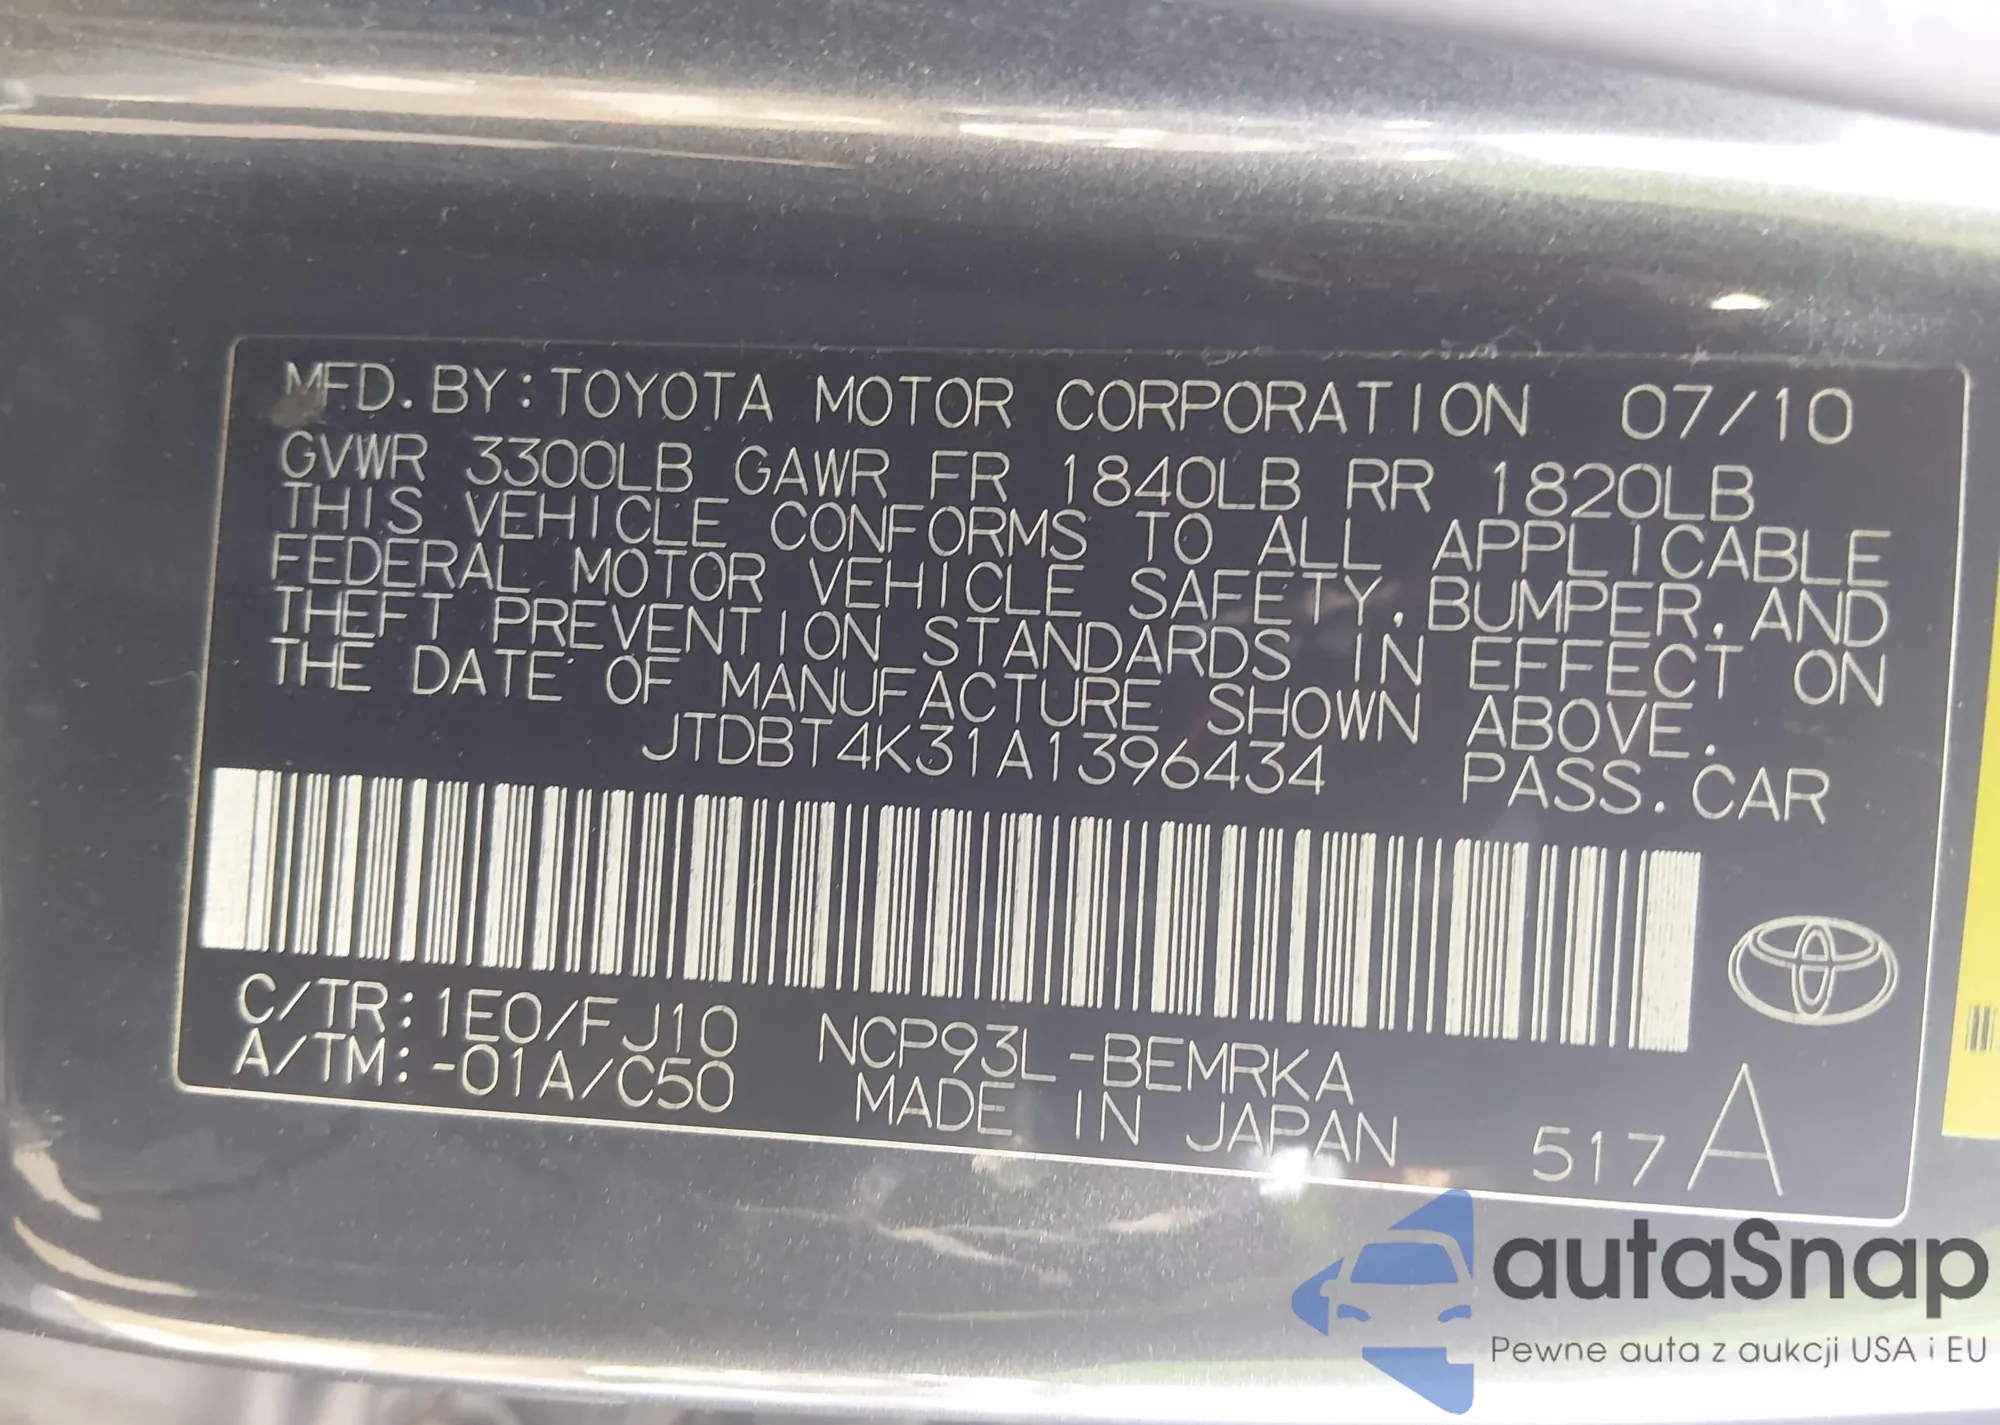 MFD. BY: TOYOTA MOTOR CORPORATION 07/10
GVWR 3300LB GAWR FR 1840LB RR 1820LB
THIS VEHICLE CONFORMS TO ALL APPLICABLE
FEDERAL MOTOR VEHICLE SAFETY, BUMPER, AND
THEFT PREVENTION STANDARDS IN EFFECT ON
THE DATE OF MANUFACTURE SHOWN ABOVE.
JTDBT4K31A1396434 PASS. CAR
C/TR: 1E0/FJ10 NCP93L-BEMRKA
A/TM: -01A/C50 MADE IN JAPAN 517 A
autaSnap
Pewne auta z aukcji USA i EU